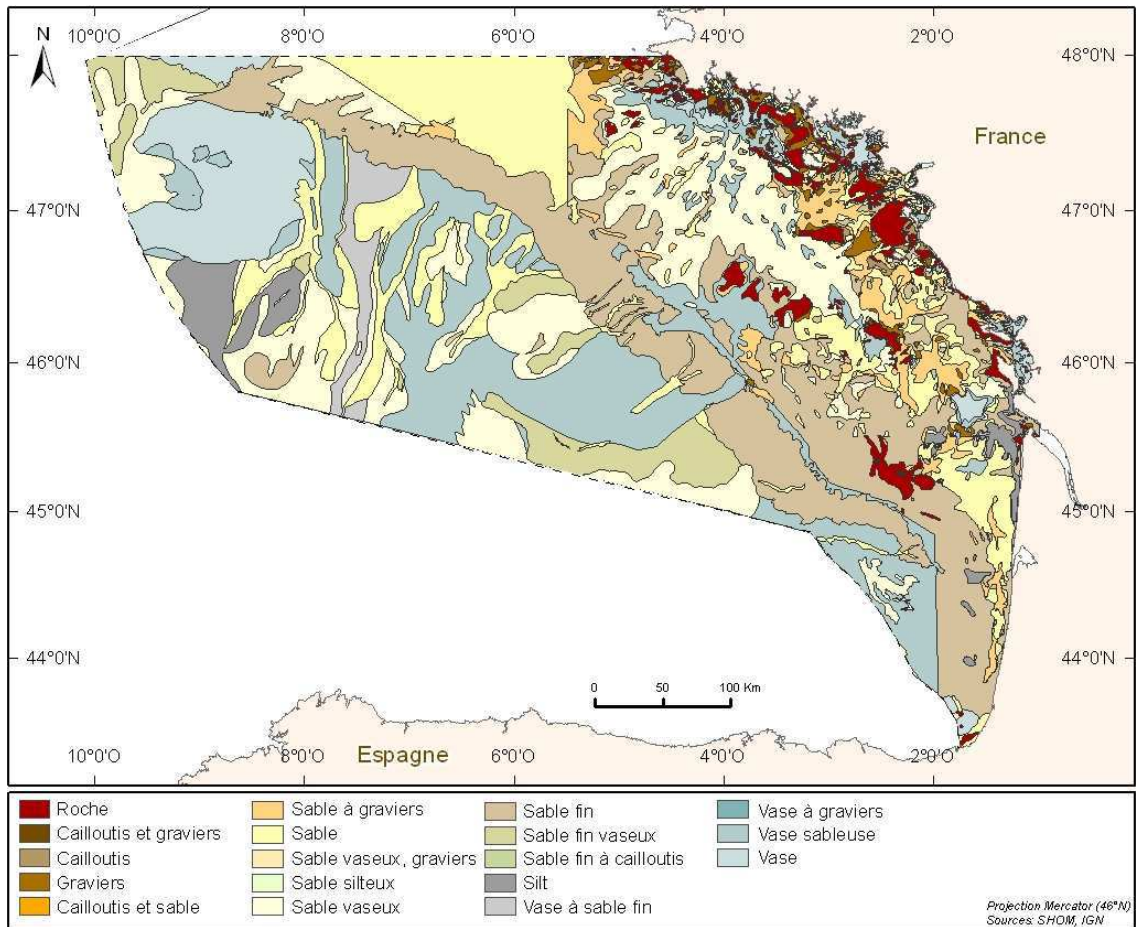 N
10°0'O 8°0'O 6°0'O 4°0'O 2°0'O
48°0'N 48°0'N
France
47°0'N 47°0'N
46°0'N 46°0'N
45°0'N 45°0'N
44°0'N 44°0'N
0 50 100 Km
10°0'O 8°0'O 6°0'O 4°0'O 2°0'O
Espagne
Roche
Cailloutis et graviers
Cailloutis
Graviers
Cailloutis et sable
Sable à graviers
Sable
Sable vaseux, graviers
Sable silteux
Sable vaseux
Sable fin
Sable fin vaseux
Sable fin à cailloutis
Silt
Vase à sable fin
Vase à graviers
Vase sableuse
Vase
Projection Mercator (46°N)
Sources: SHOM, IGN